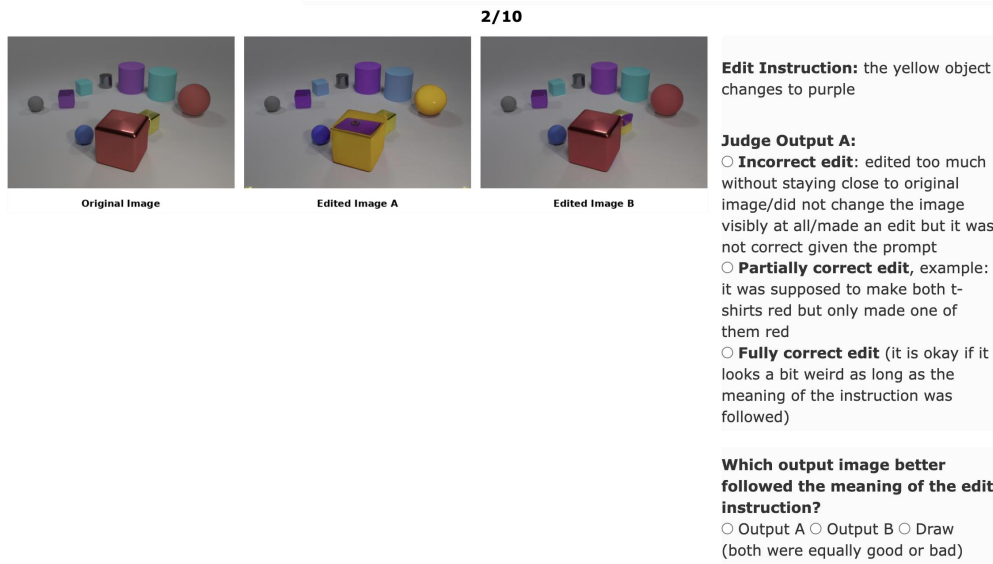 2/10
Original Image
Edited Image A
Edited Image B
Edit Instruction: the yellow object
changes to purple
Judge Output A:
Incorrect edit: edited too much
without staying close to original
image/did not change the image
visibly at all/made an edit but it was
not correct given the prompt
Partially correct edit, example:
it was supposed to make both t-
shirts red but only made one of
them red
Fully correct edit (it is okay if it
looks a bit weird as long as the
meaning of the instruction was
followed)
Which output image better
followed the meaning of the edit
instruction?
Output A Output B Draw
(both were equally good or bad)